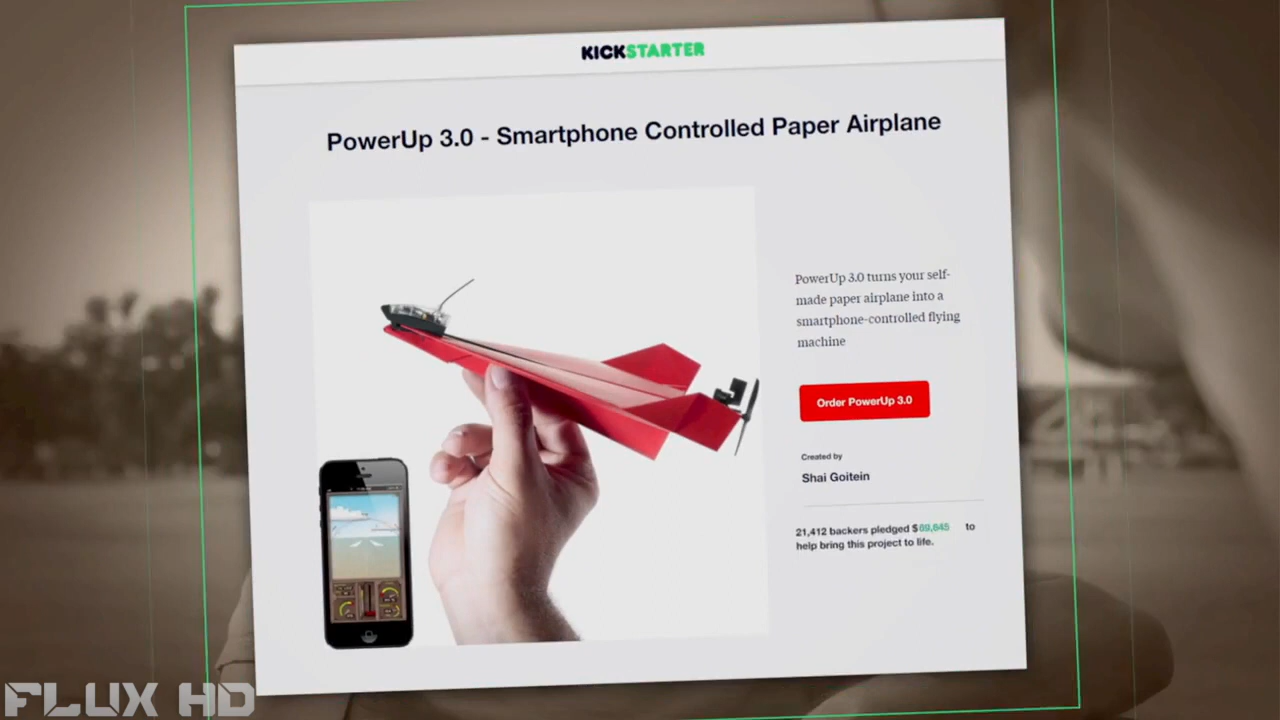 KICKSTARTER
PowerUp 3.0 - Smartphone Controlled Paper Airplane
PowerUp 3.0 turns your self-
made paper airplane into a
smartphone-controlled flying
machine
Order PowerUp 3.0
Created by
Shai Goitein
21,412 backers pledged $89,645 to
help bring this project to life.
FLUX HD